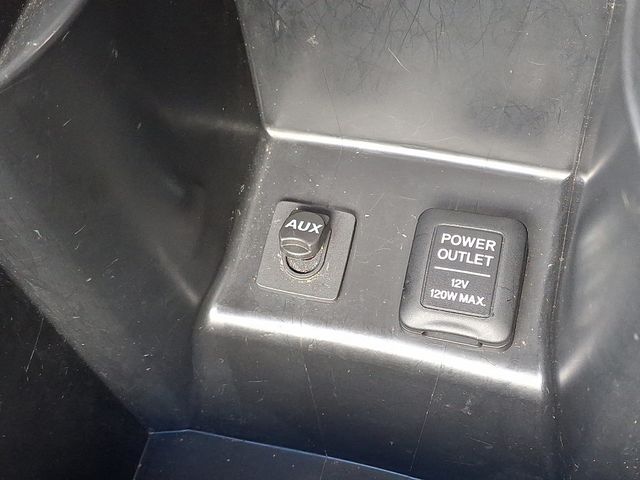 AUX
POWER
OUTLET
12V
120W MAX.